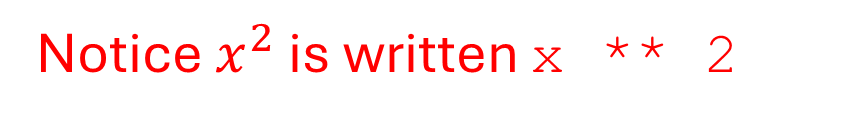 Notice x² is written x ** 2